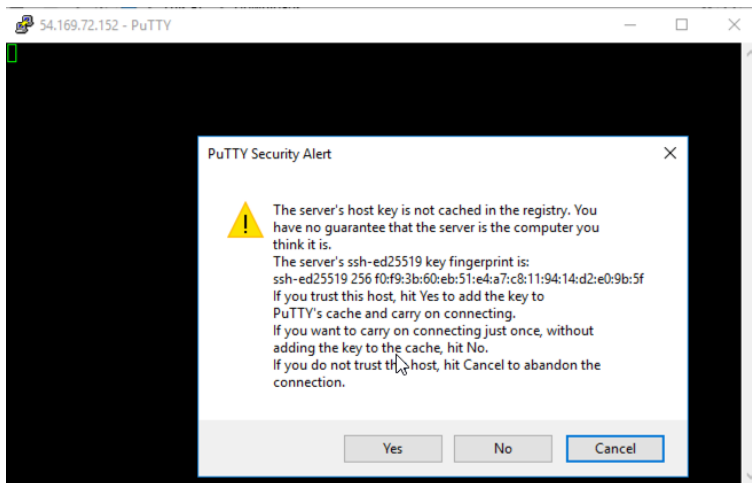 54.169.72.152 - PuTTY
PuTTY Security Alert
The server's host key is not cached in the registry. You
have no guarantee that the server is the computer you
think it is.
The server's ssh-ed25519 key fingerprint is:
ssh-ed25519 256 f0:f9:3b:60:eb:51:e4:a7:c8:11:94:14:d2:e0:9b:5f
If you trust this host, hit Yes to add the key to
PuTTY's cache and carry on connecting.
If you want to carry on connecting just once, without
adding the key to the cache, hit No.
If you do not trust this host, hit Cancel to abandon the
connection.
Yes No Cancel